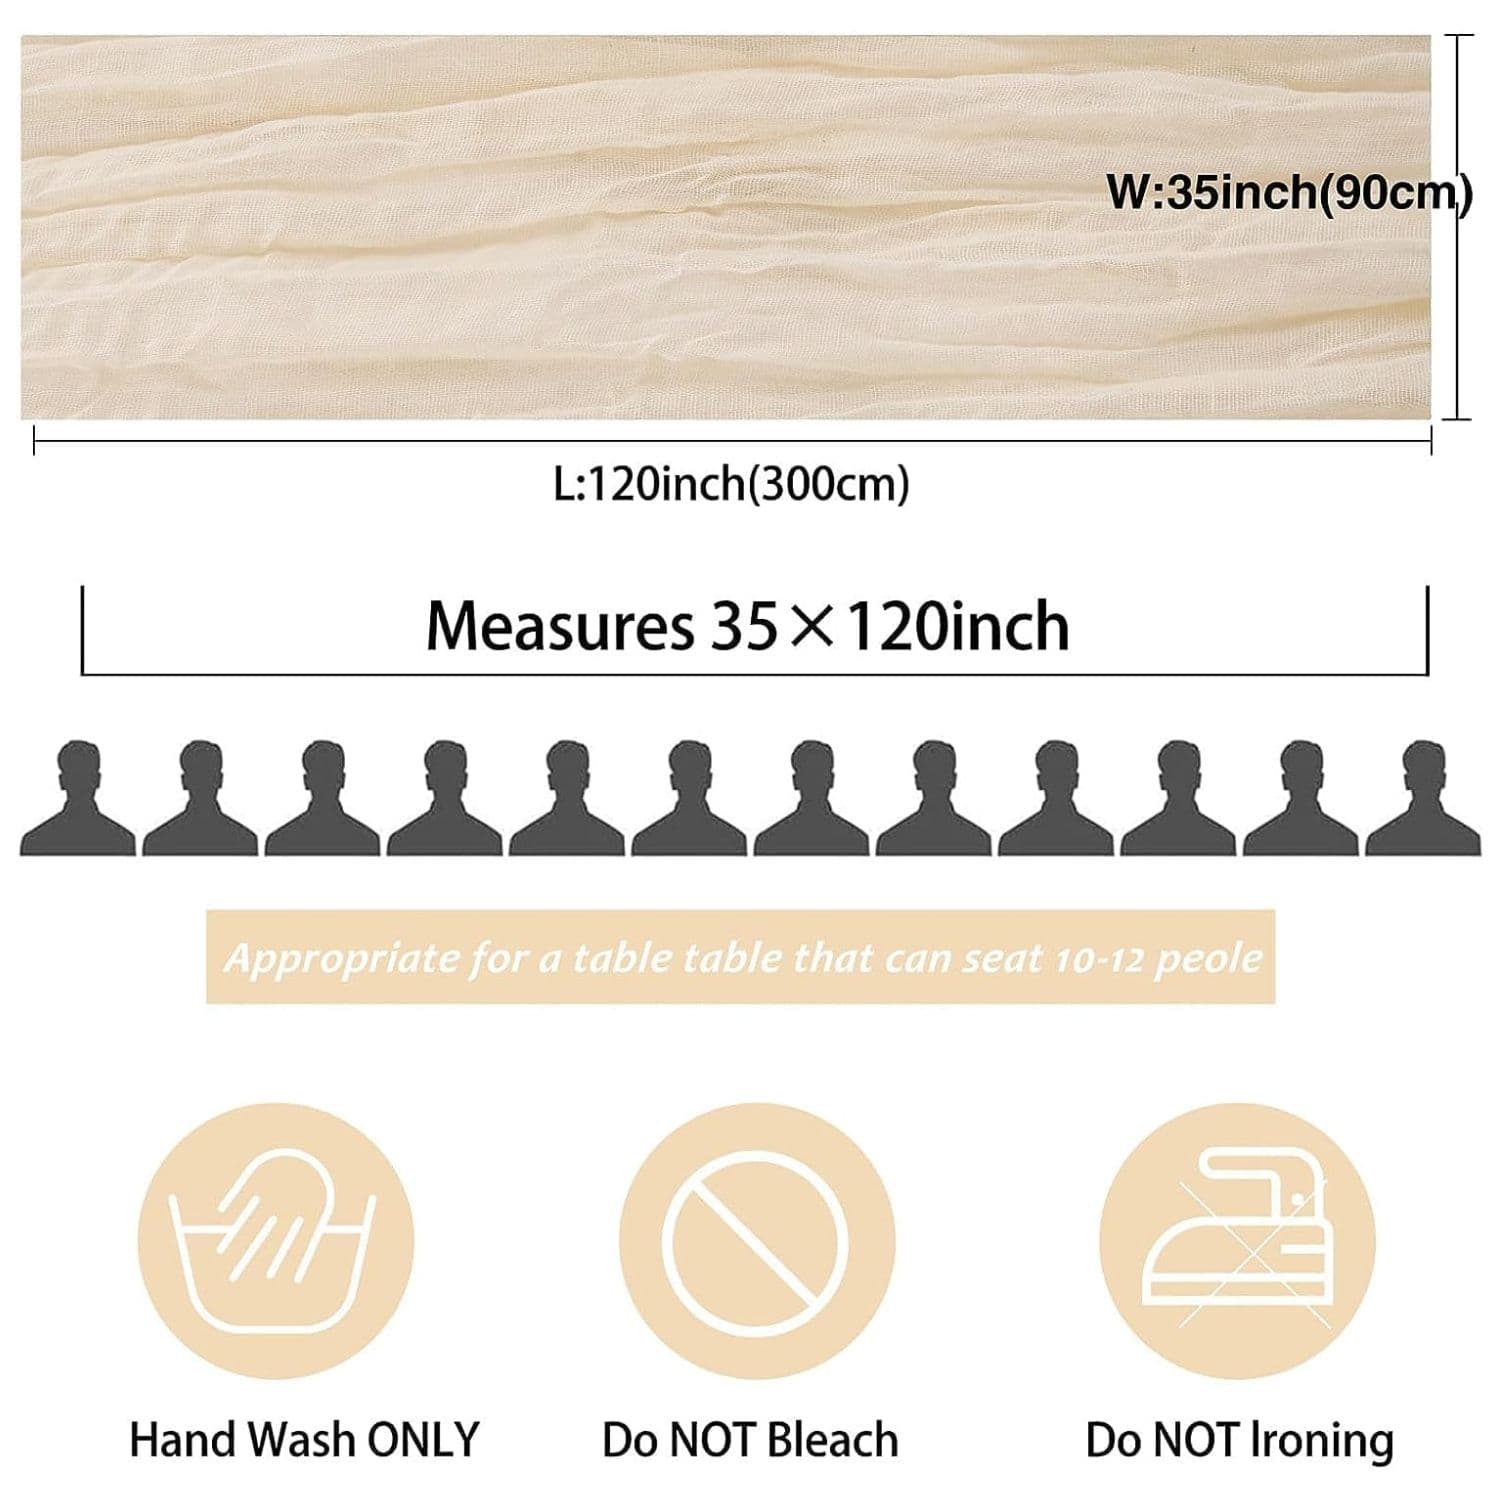 W:35inch(90cm)
L:120inch(300cm)
Measures 35×120inch
Appropriate for a table table that can seat 10-12 peole
Hand Wash ONLY
Do NOT Bleach
Do NOT Ironing